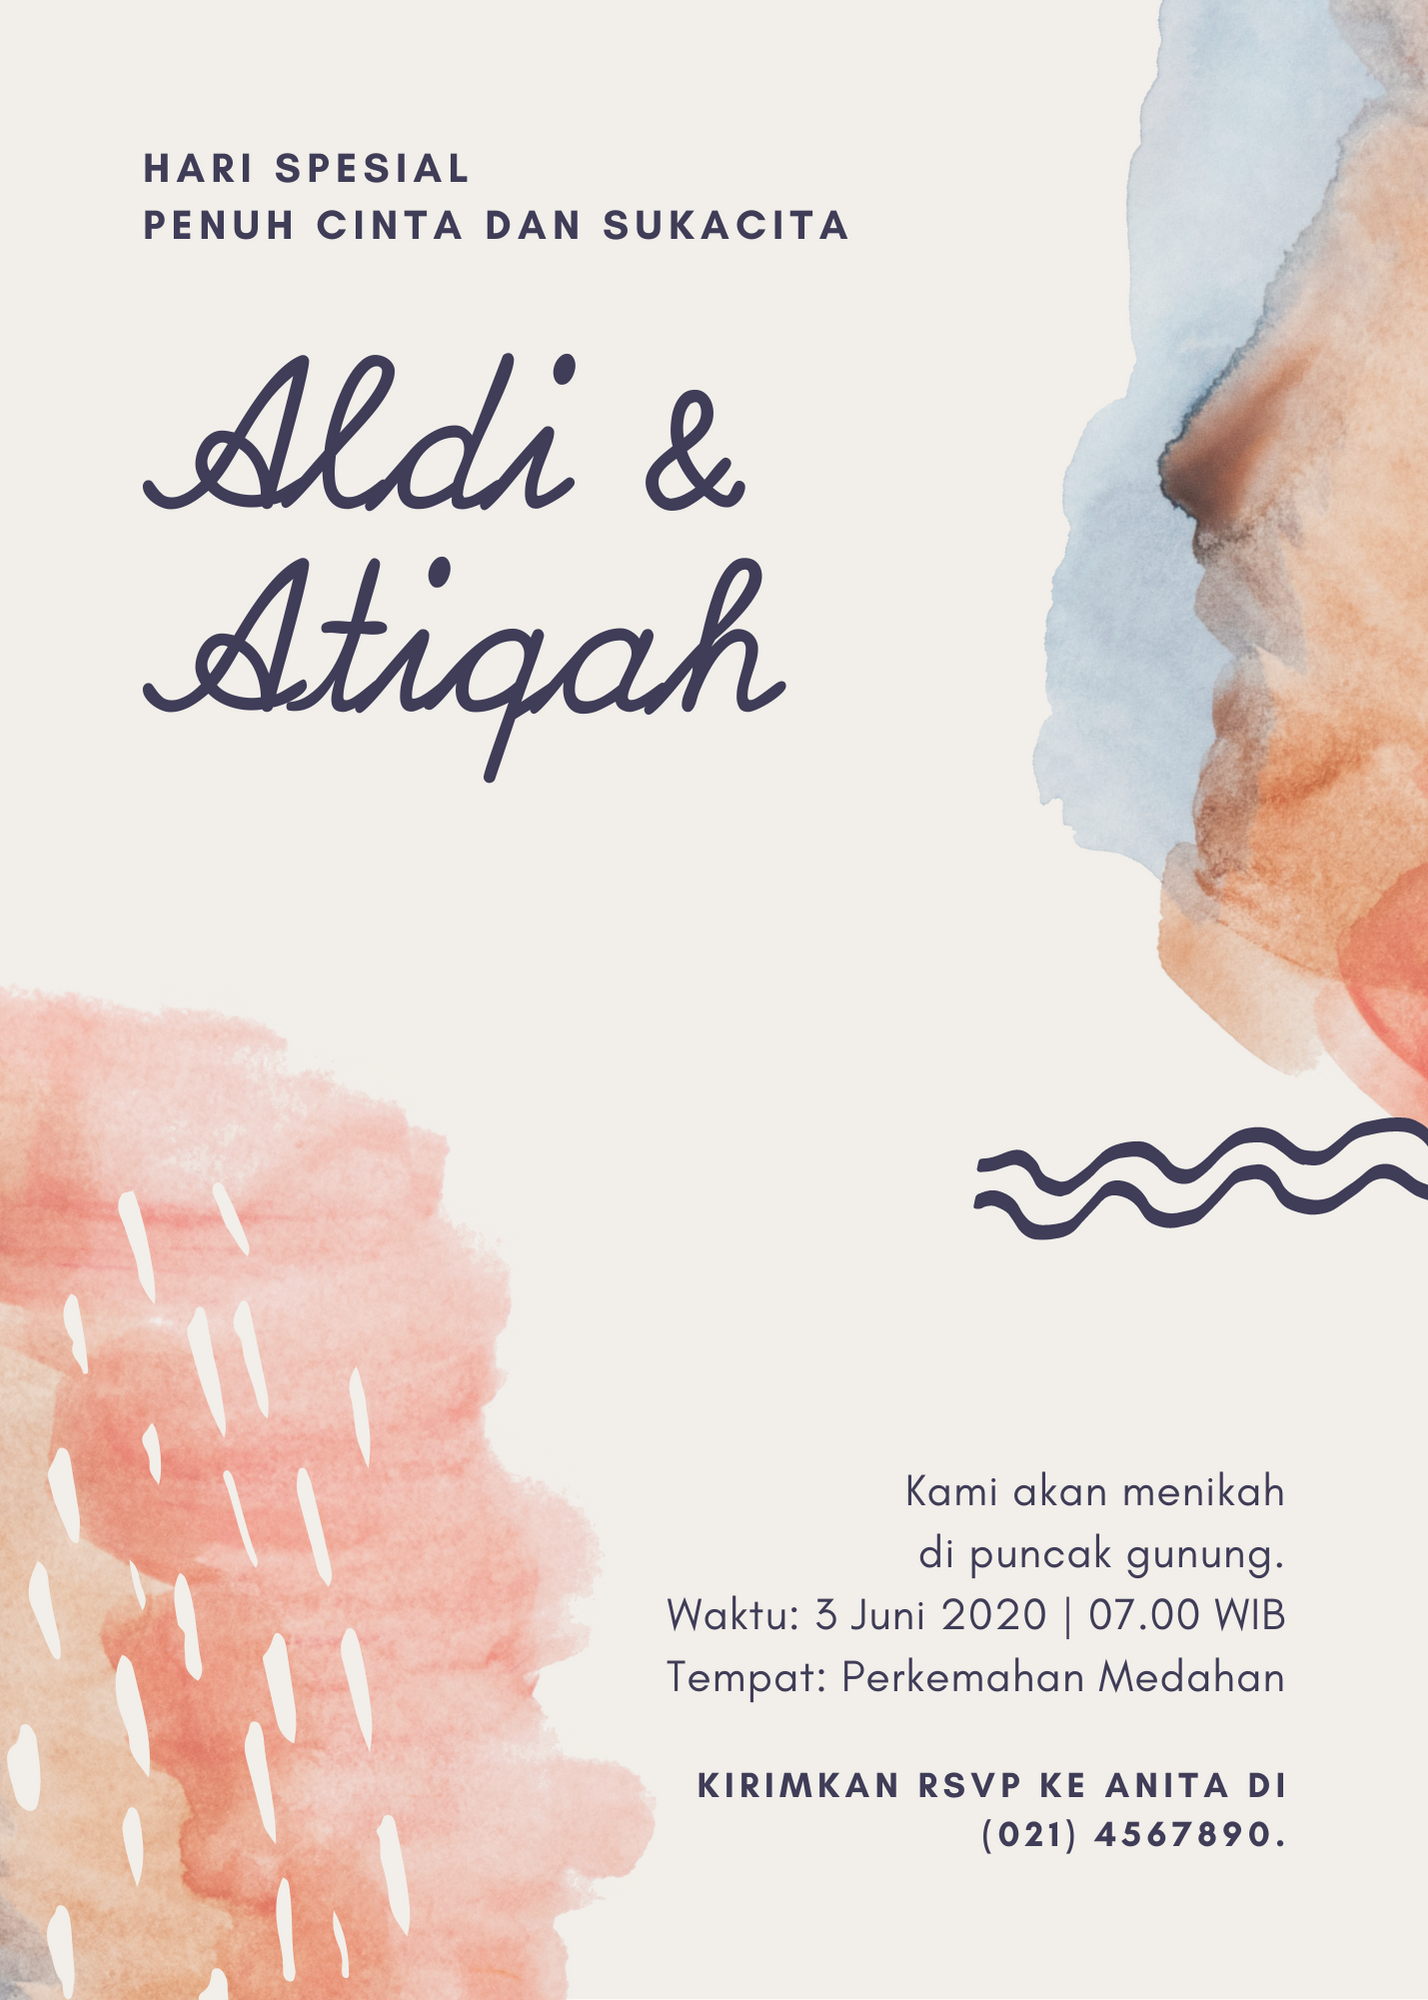 HARI SPESIAL
PENUH CINTA DAN SUKACITA
Aldi &
Atiqah
Kami akan menikah
di puncak gunung.
Waktu: 3 Juni 2020 | 07.00 WIB
Tempat: Perkemahan Medahan
KIRIMKAN RSVP KE ANITA DI
(021) 4567890.